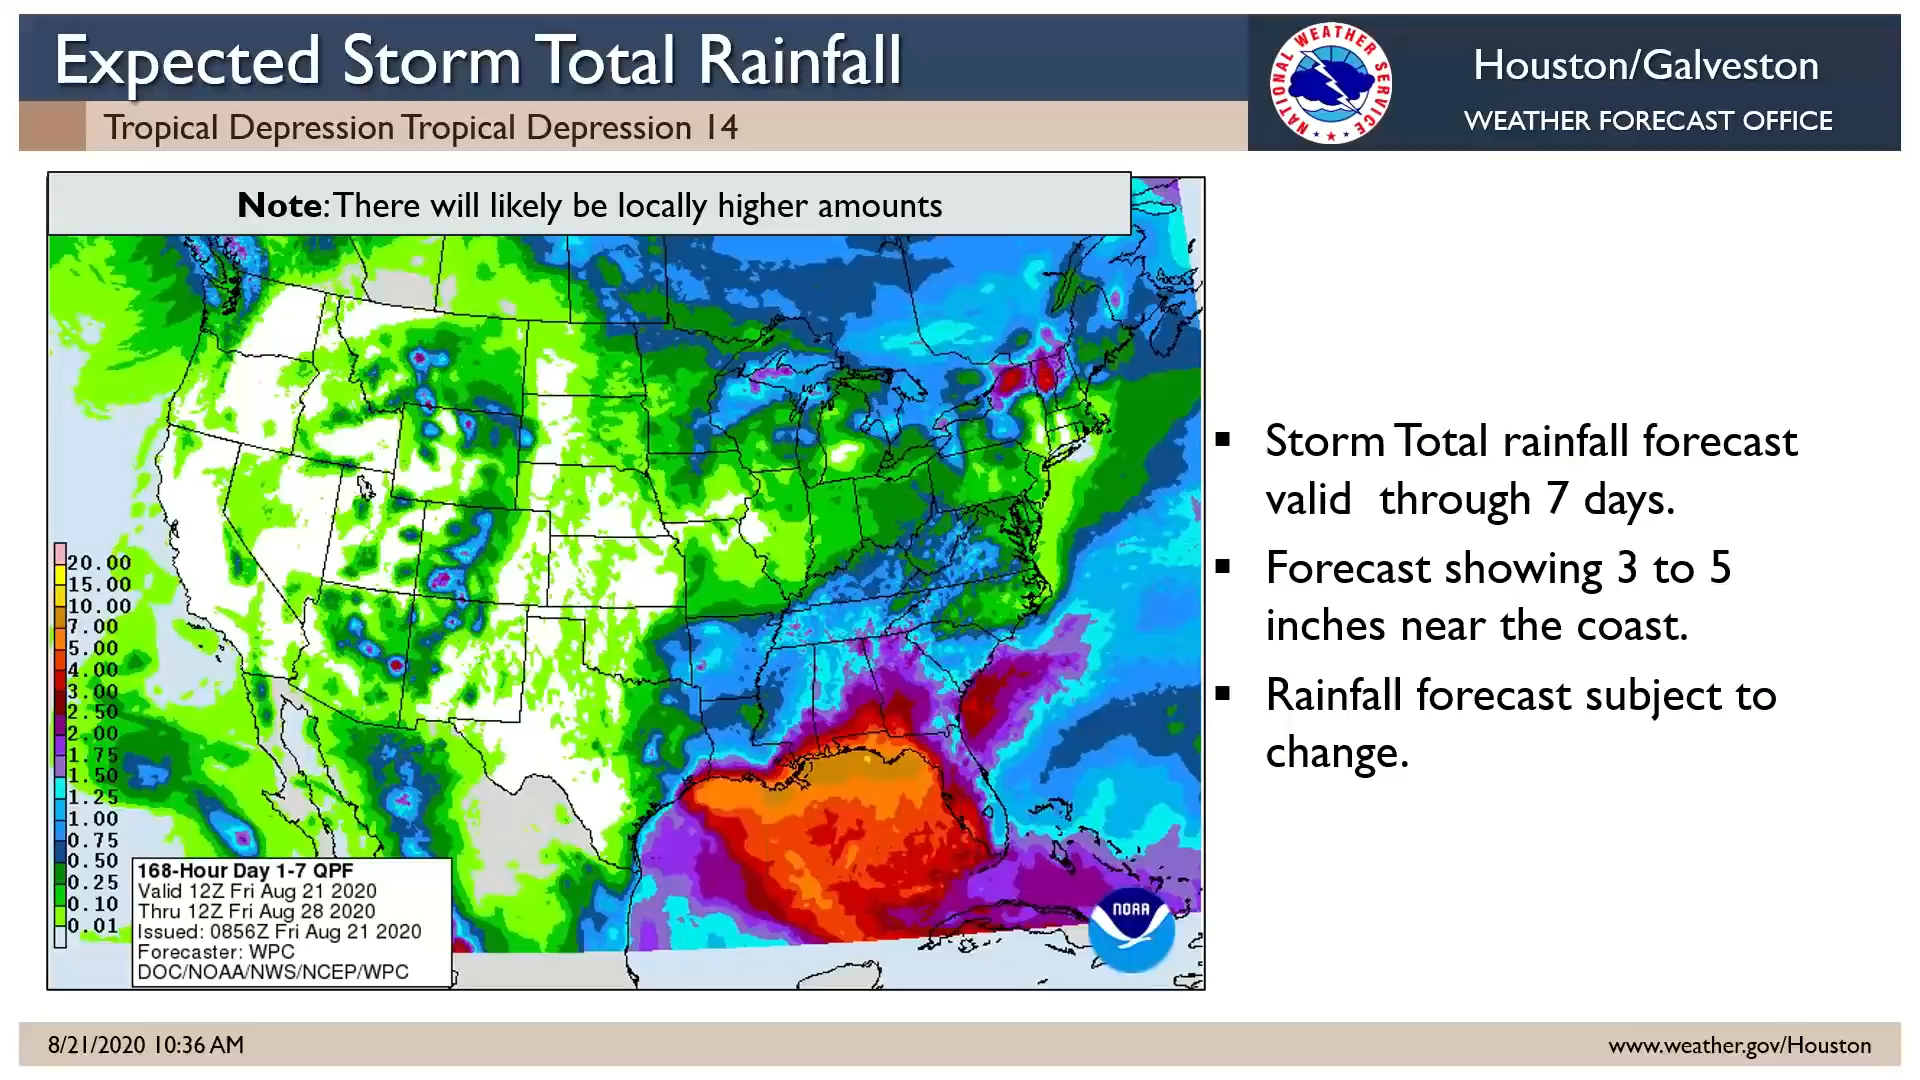 Expected Storm Total Rainfall
Tropical Depression Tropical Depression 14
NATIONAL WEATHER SERVICE
Houston/Galveston
WEATHER FORECAST OFFICE
Note: There will likely be locally higher amounts
20.00
15.00
10.00
7.00
5.00
4.00
3.00
2.50
2.00
1.75
1.50
1.25
1.00
0.75
0.50
0.25
0.10
0.01
168-Hour Day 1-7 QPF
Valid 12Z Fri Aug 21 2020
Thru 12Z Fri Aug 28 2020
Issued: 0856Z Fri Aug 21 2020
Forecaster: WPC
DOC/NOAA/NWS/NCEP/WPC
NOAA
▪ Storm Total rainfall forecast
valid through 7 days.
▪ Forecast showing 3 to 5
inches near the coast.
▪ Rainfall forecast subject to
change.
8/21/2020 10:36 AM
www.weather.gov/Houston